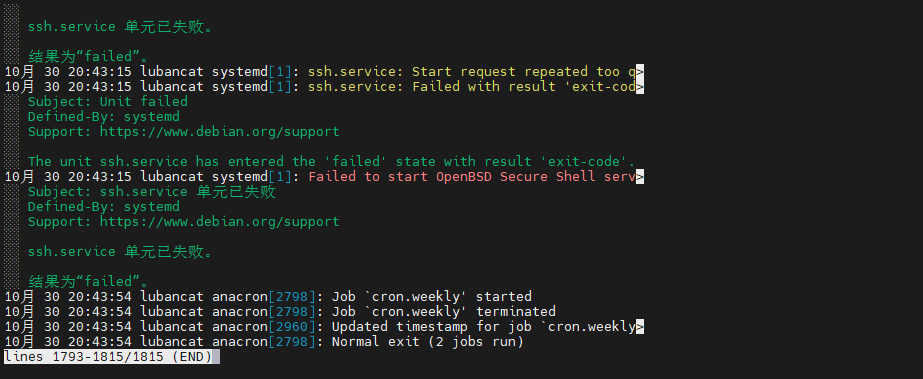 ssh.service 单元已失败。
结果为“failed”。
10月 30 20:43:15 lubancat systemd[1]: ssh.service: Start request repeated too q>
10月 30 20:43:15 lubancat systemd[1]: ssh.service: Failed with result 'exit-cod>
Subject: Unit failed
Defined-By: systemd
Support: https://www.debian.org/support
The unit ssh.service has entered the 'failed' state with result 'exit-code'.
10月 30 20:43:15 lubancat systemd[1]: Failed to start OpenBSD Secure Shell serv>
Subject: ssh.service 单元已失败
Defined-By: systemd
Support: https://www.debian.org/support
ssh.service 单元已失败。
结果为“failed”。
10月 30 20:43:54 lubancat anacron[2798]: Job `cron.weekly' started
10月 30 20:43:54 lubancat anacron[2798]: Job `cron.weekly' terminated
10月 30 20:43:54 lubancat anacron[2960]: Updated timestamp for job `cron.weekly>
10月 30 20:43:54 lubancat anacron[2798]: Normal exit (2 jobs run)
lines 1793-1815/1815 (END)